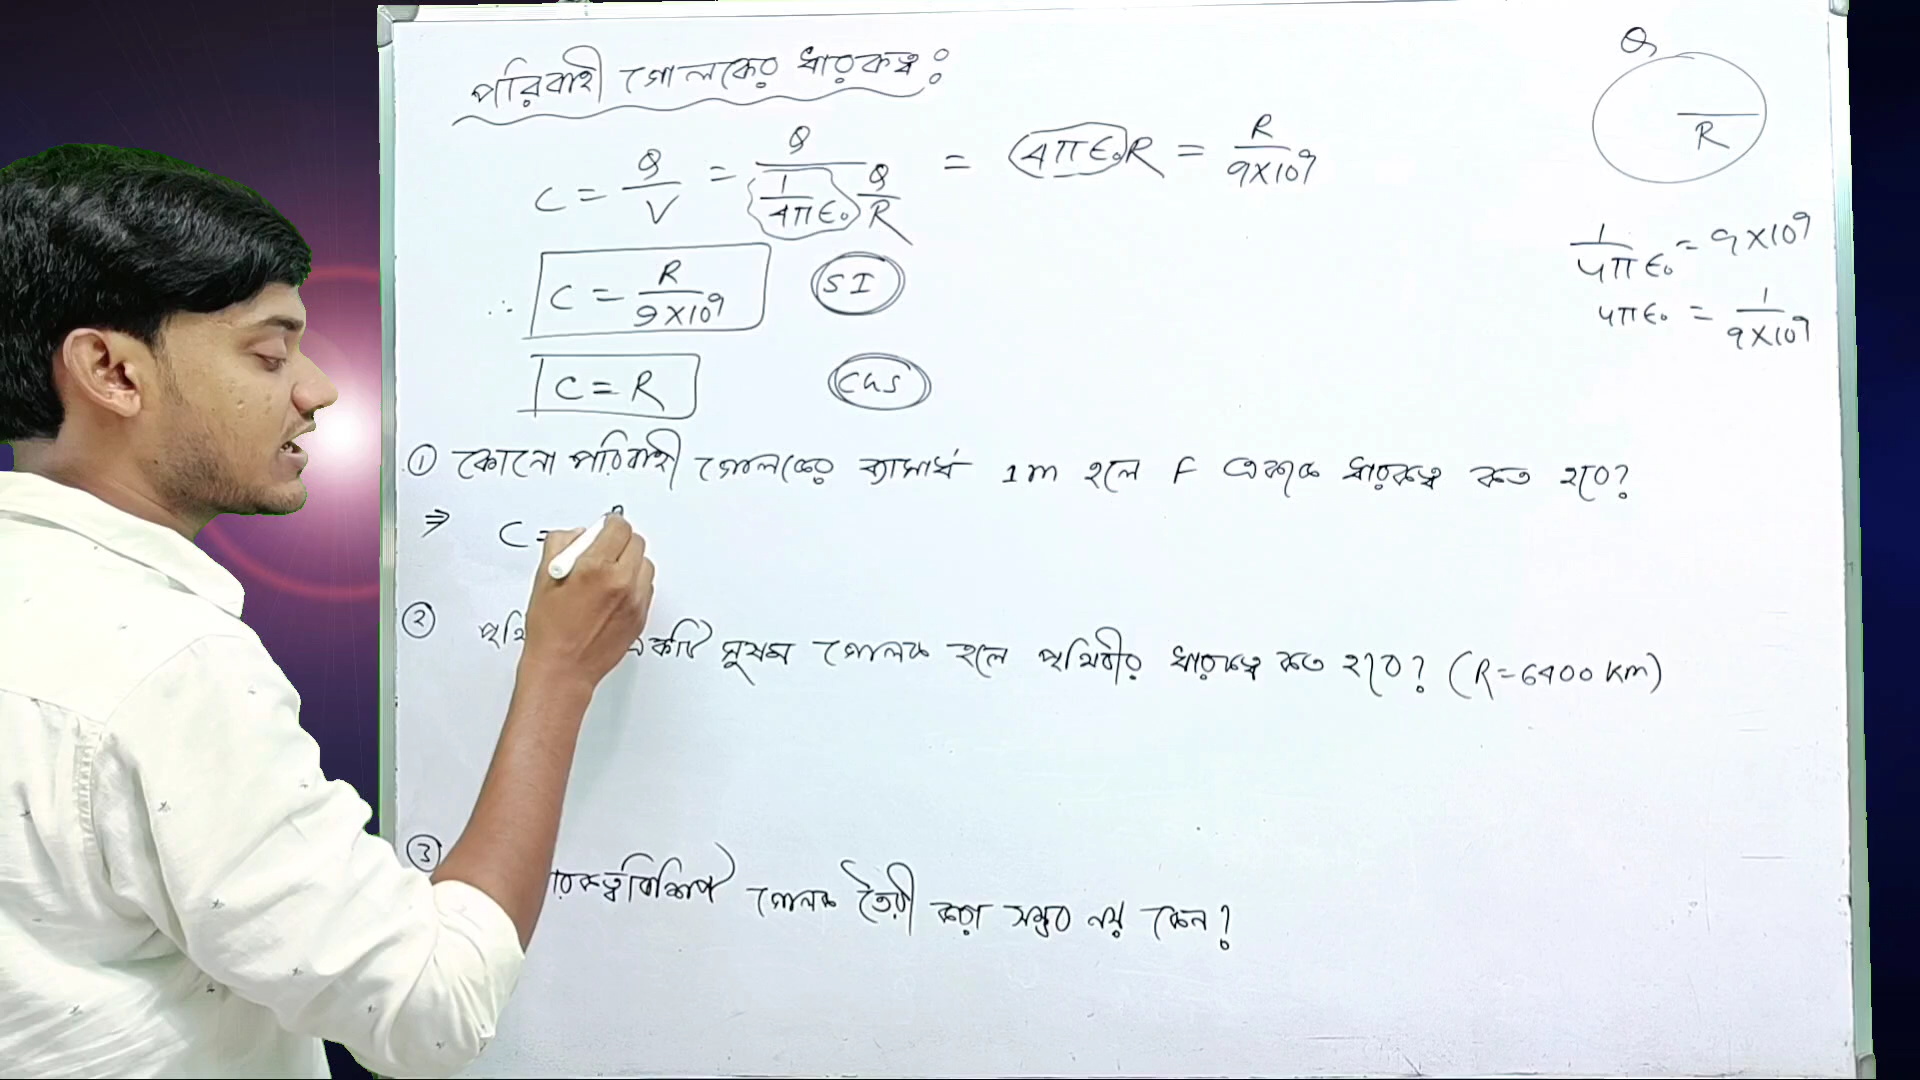 পরিবাহী গোলকের ধারকত্ব :
C = Q/V = Q / (1/4πε₀ Q/R) = 4πε₀R = R/9×10⁹
∴ C = R/9×10⁹ SI
C = R CGS
Q
R
1/4πε₀ = 9×10⁹
4πε₀ = 1/9×10⁹
① কোনো পরিবাহী গোলকের ব্যাসার্ধ 1m হলে F এককে ধারকত্ব কত হবে?
⇒ C =
② একটি সুষম গোলক হলে পৃথিবীর ধারকত্ব কত হবে? (R=6400 km)
③ গোলক তৈরী করা সম্ভব নয় কেন?